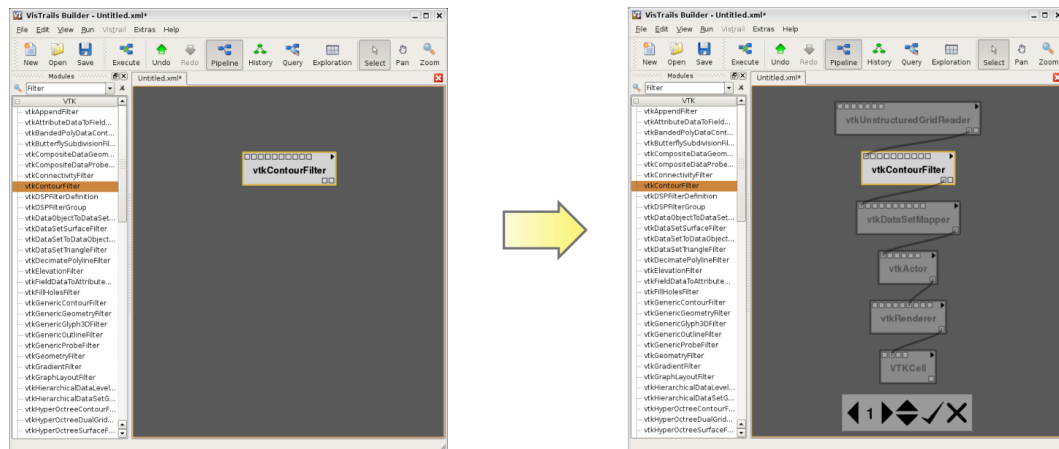 VisTrails Builder - Untitled.xml*
File Edit View Run Vistrail Extras Help
New Open Save Execute Undo Redo Pipeline History Query Exploration Select Pan Zoom
Modules
Untitled.xml*
Filter
VTK
vtkAppendFilter
vtkAttributeDataToField...
vtkBandedPolyDataCont...
vtkButterflySubdivisionFil...
vtkCompositeDataGeom...
vtkCompositeDataProbe...
vtkConnectivityFilter
vtkContourFilter
vtkDSPFilterDefinition
vtkDSPFilterGroup
vtkDataObjectToDataSet...
vtkDataSetSurfaceFilter
vtkDataSetToDataObject...
vtkDataSetTriangleFilter
vtkDecimatePolylineFilter
vtkElevationFilter
vtkFieldDataToAttribute...
vtkFillHolesFilter
vtkGenericContourFilter
vtkGenericGeometryFilter
vtkGenericGlyph3DFilter
vtkGenericOutlineFilter
vtkGenericProbeFilter
vtkGeometryFilter
vtkGradientFilter
vtkGraphLayoutFilter
vtkHierarchicalDataLevel...
vtkHierarchicalDataSetG...
vtkHyperOctreeContourF...
vtkHyperOctreeDualGrid...
vtkHyperOctreeSurfaceF...
vtkContourFilter
VisTrails Builder - Untitled.xml*
File Edit View Run Vistrail Extras Help
New Open Save Execute Undo Redo Pipeline History Query Exploration Select Pan Zoom
Modules
Untitled.xml*
Filter
VTK
vtkAppendFilter
vtkAttributeDataToField...
vtkBandedPolyDataCont...
vtkButterflySubdivisionFil...
vtkCompositeDataGeom...
vtkCompositeDataProbe...
vtkConnectivityFilter
vtkContourFilter
vtkDSPFilterDefinition
vtkDSPFilterGroup
vtkDataObjectToDataSet...
vtkDataSetSurfaceFilter
vtkDataSetToDataObject...
vtkDataSetTriangleFilter
vtkDecimatePolylineFilter
vtkElevationFilter
vtkFieldDataToAttribute...
vtkFillHolesFilter
vtkGenericContourFilter
vtkGenericGeometryFilter
vtkGenericGlyph3DFilter
vtkGenericOutlineFilter
vtkGenericProbeFilter
vtkGeometryFilter
vtkGradientFilter
vtkGraphLayoutFilter
vtkHierarchicalDataLevel...
vtkHierarchicalDataSetG...
vtkHyperOctreeContourF...
vtkHyperOctreeDualGrid...
vtkHyperOctreeSurfaceF...
vtkUnstructuredGridReader
vtkContourFilter
vtkDataSetMapper
vtkActor
vtkRenderer
VTKCell
1